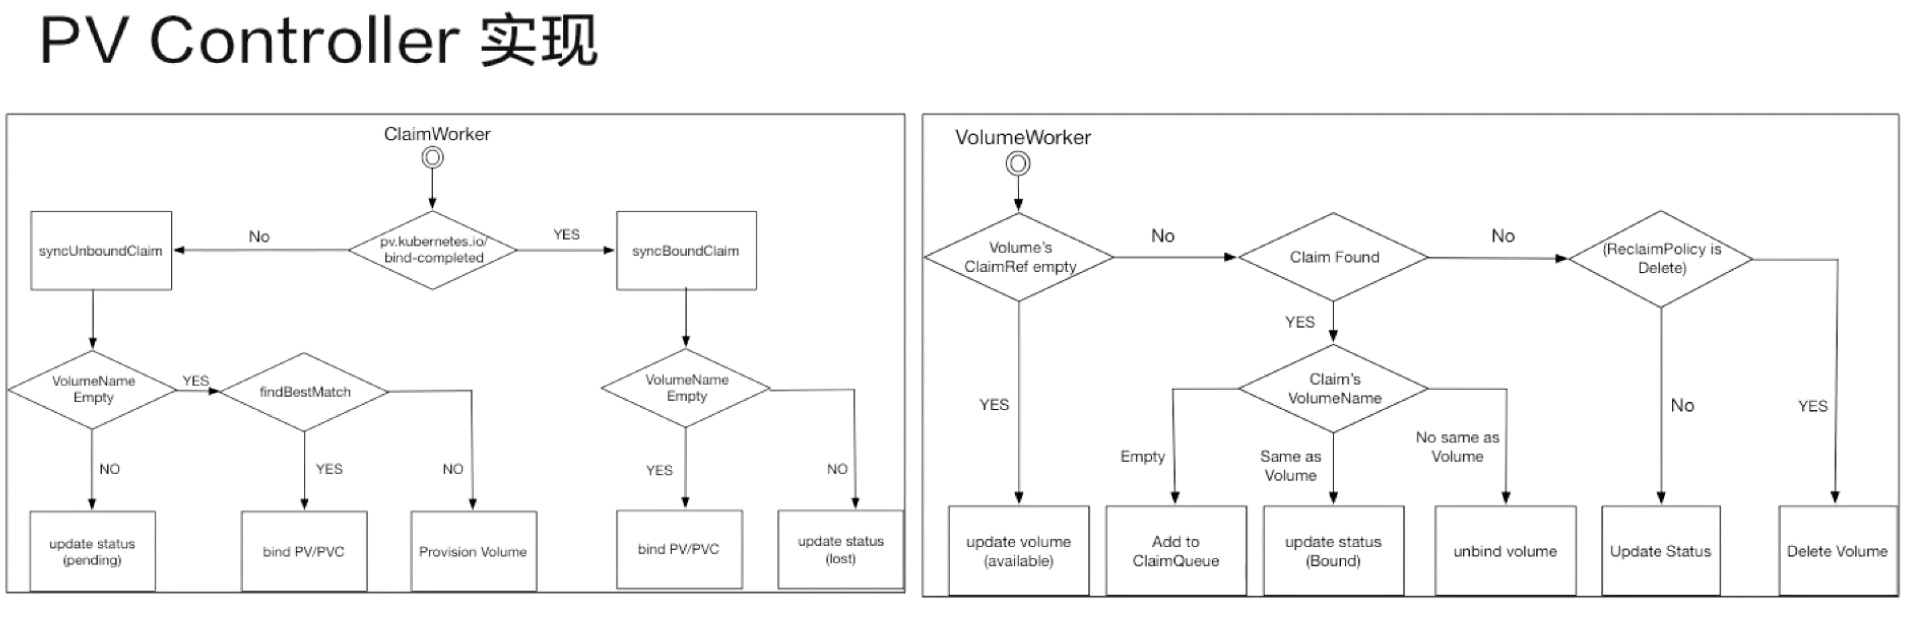 PV Controller 实现
ClaimWorker
pv.kubernetes.io/
bind-completed
No
YES
syncUnboundClaim
syncBoundClaim
VolumeName
Empty
YES
findBestMatch
VolumeName
Empty
NO
YES
NO
YES
NO
update status
(pending)
bind PV/PVC
Provision Volume
bind PV/PVC
update status
(lost)
VolumeWorker
Volume's
ClaimRef empty
No
Claim Found
No
(ReclaimPolicy is
Delete)
YES
Claim's
VolumeName
YES
No
YES
Empty
Same as
Volume
No same as
Volume
update volume
(available)
Add to
ClaimQueue
update status
(Bound)
unbind volume
Update Status
Delete Volume